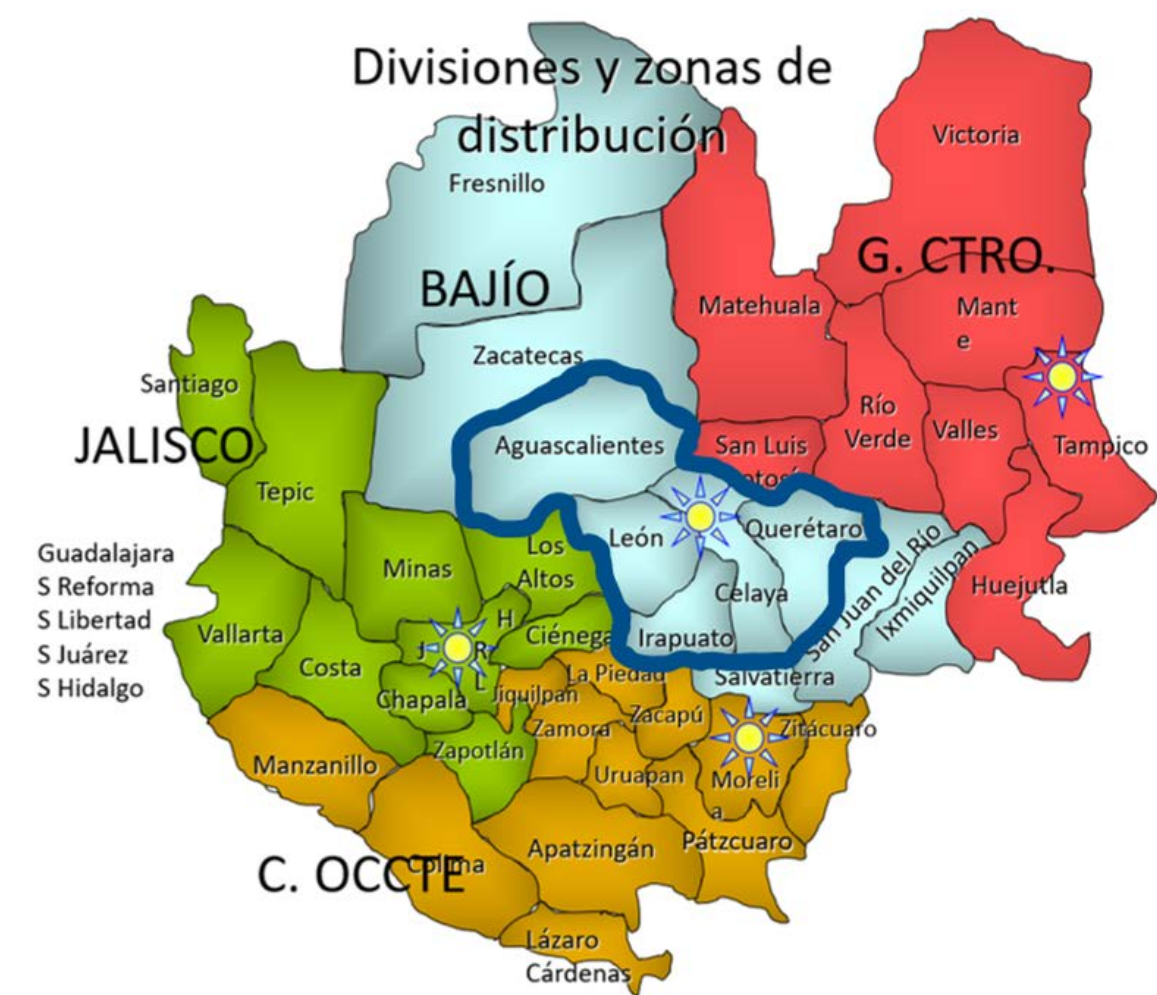 Divisiones y zonas de
distribución
Fresnillo
Victoria
BAJÍO
G. CTRO.
Matehuala
Mant
e
Zacatecas
Santiago
JALISCO
Aguascalientes
San Luis
Río
Verde
Valles
Tampico
Tepic
León
Querétaro
Guadalajara
S Reforma
S Libertad
S Juárez
S Hidalgo
Minas
Los
Altos
Celaya
San Juan del Río
Ixmiquilpan
Huejutla
Vallarta
H
J
R
L
Ciénega
Irapuato
Costa
Chapala
Jiquilpan
La Piedad
Salvatierra
Zapotlán
Zamora
Zacapú
Zitácuaro
Manzanillo
Uruapan
Moreli
a
Apatzingán
Pátzcuaro
C. OCCTE
Colima
Lázaro
Cárdenas